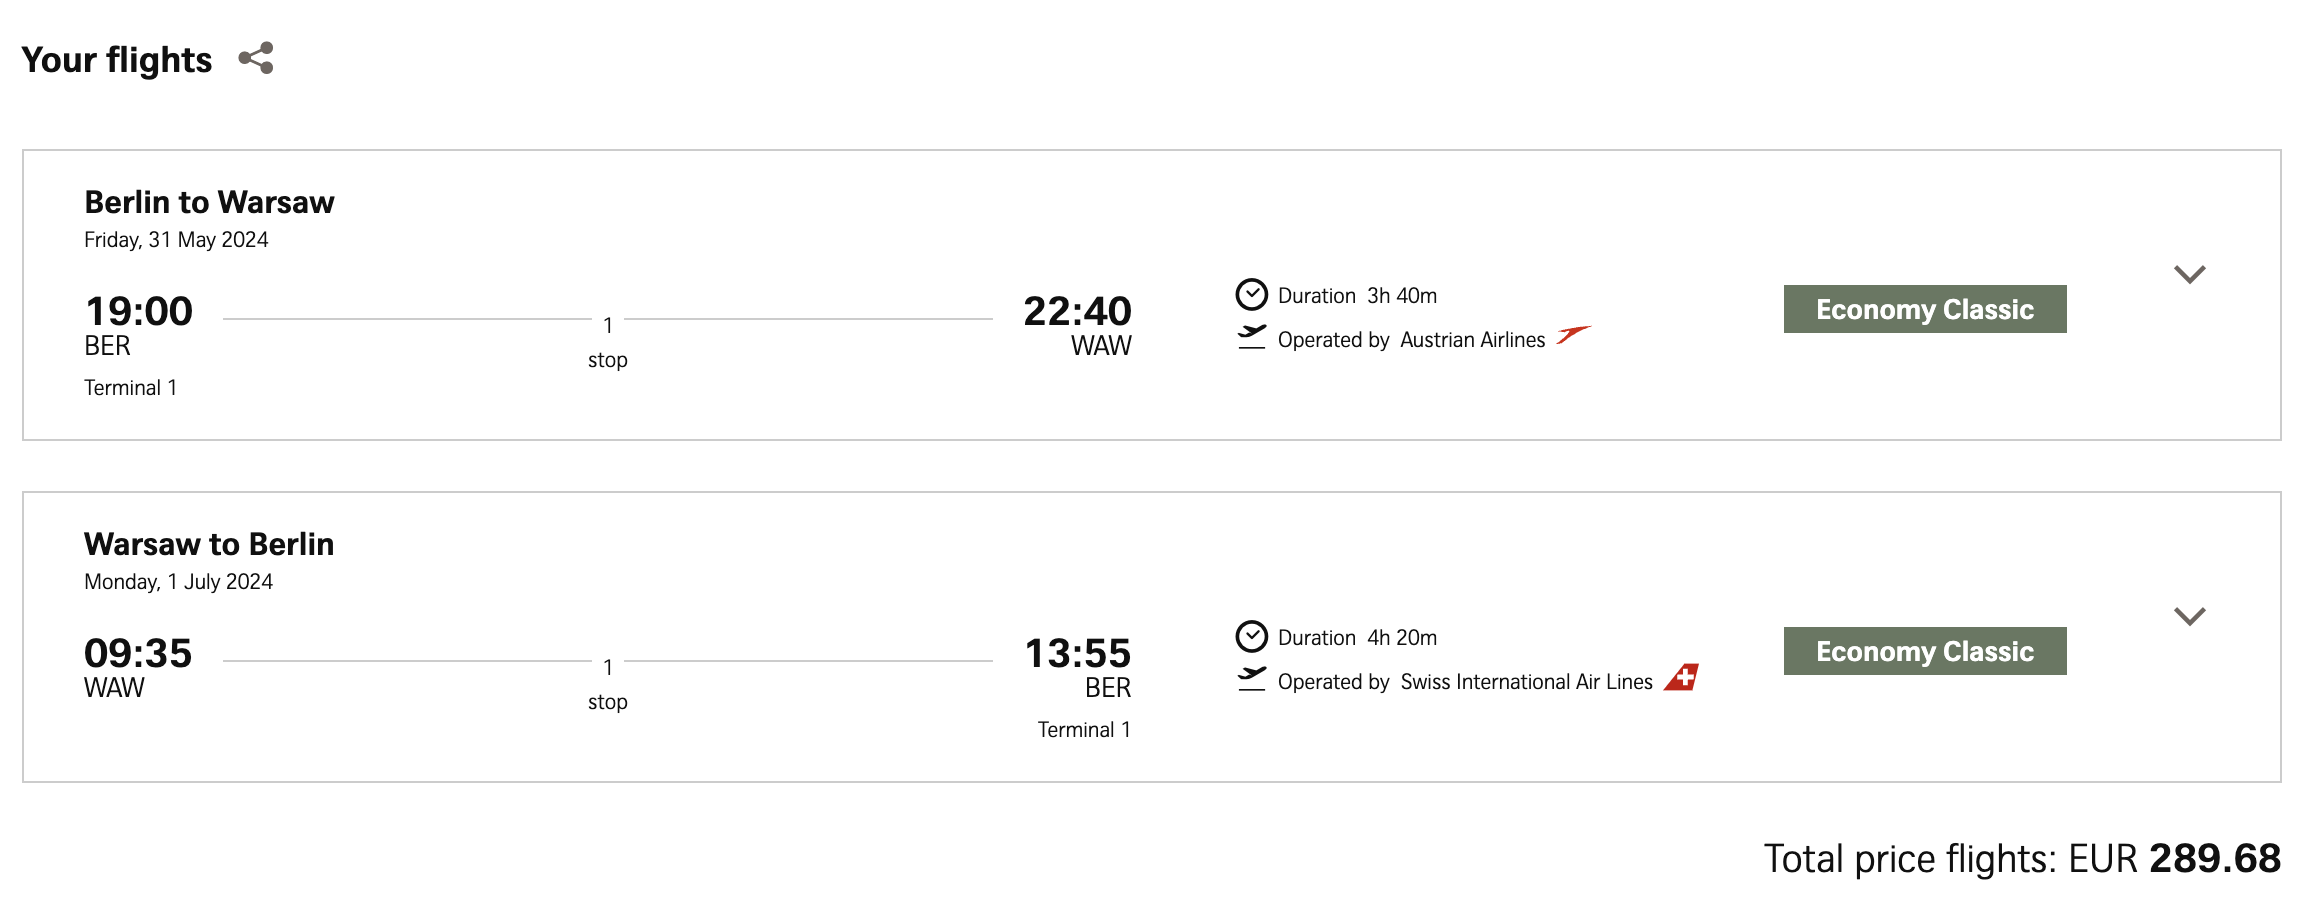 Your flights
Berlin to Warsaw
Friday, 31 May 2024
19:00
BER
Terminal 1
1
stop
22:40
WAW
Duration 3h 40m
Operated by Austrian Airlines
Economy Classic
Warsaw to Berlin
Monday, 1 July 2024
09:35
WAW
1
stop
13:55
BER
Terminal 1
Duration 4h 20m
Operated by Swiss International Air Lines
Economy Classic
Total price flights: EUR 289.68